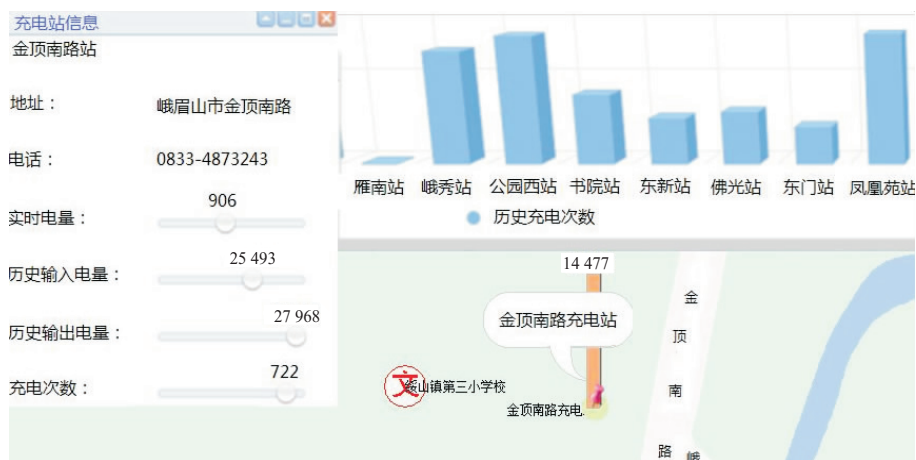 充电站信息
金顶南路站
地址： 峨眉山市金顶南路
电话： 0833-4873243
实时电量： 906
历史输入电量： 25 493
历史输出电量： 27 968
充电次数： 722
雁南站 峨秀站 公园西站 书院站 东新站 佛光站 东门站 凤凰苑站
历史充电次数
14 477
金顶南路充电站
文
绥山镇第三小学校
金顶南路充电
金顶南路
峨